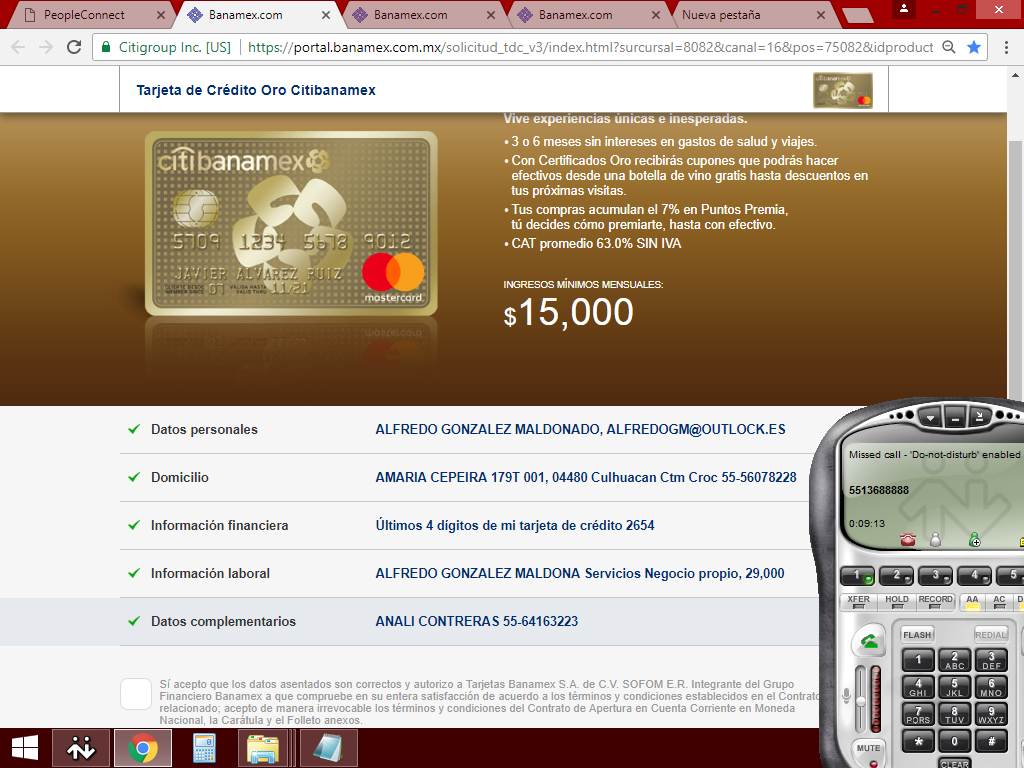 PeopleConnect
Banamex.com
Banamex.com
Banamex.com
Nueva pestaña
Citigroup Inc. [US]
https://portal.banamex.com.mx/solicitud_tdc_v3/index.html?sursursal=8082&canal=16&pos=75082&idproduct
Tarjeta de Crédito Oro Citibanamex
Vive experiencias únicas e inesperadas.
• 3 o 6 meses sin intereses en gastos de salud y viajes.
• Con Certificados Oro recibirás cupones que podrás hacer
efectivos desde una botella de vino gratis hasta descuentos en
tus próximas visitas.
• Tus compras acumulan el 7% en Puntos Premia,
tú decides cómo premiarte, hasta con efectivo.
• CAT promedio 63.0% SIN IVA
INGRESOS MÍNIMOS MENSUALES:
$15,000
citibanamex
5709 1234 5678 9012
JAVIER ALVAREZ RUIZ
CLIENTE DESDE
MEMBER SINCE
07
VÁLIDA HASTA
VALID THRU
11/21
mastercard
Datos personales
ALFREDO GONZALEZ MALDONADO, ALFREDOGM@OUTLOCK.ES
Domicilio
AMARIA CEPEIRA 179T 001, 04480 Culhuacan Ctm Croc 55-56078228
Información financiera
Últimos 4 dígitos de mi tarjeta de crédito 2654
Información laboral
ALFREDO GONZALEZ MALDONA Servicios Negocio propio, 29,000
Datos complementarios
ANALI CONTRERAS 55-64163223
Sí acepto que los datos asentados son correctos y autorizo a Tarjetas Banamex S.A. de C.V. SOFOM E.R. Integrante del Grupo
Financiero Banamex a que compruebe en su entera satisfacción de acuerdo a los términos y condiciones establecidos en el Contrato
relacionado; acepto de manera irrevocable los términos y condiciones del Contrato de Apertura en Cuenta Corriente en Moneda
Nacional, la Carátula y el Folleto anexos.
Missed call - 'Do-not-disturb' enabled
5513688888
0:09:13
1 2 3 4 5
XFER HOLD RECORD AA AC
FLASH REDIAL
1 2 ABC 3 DEF
4 GHI 5 JKL 6 MNO
7 PQRS 8 TUV 9 WXYZ
* 0 #
MUTE
CLEAR